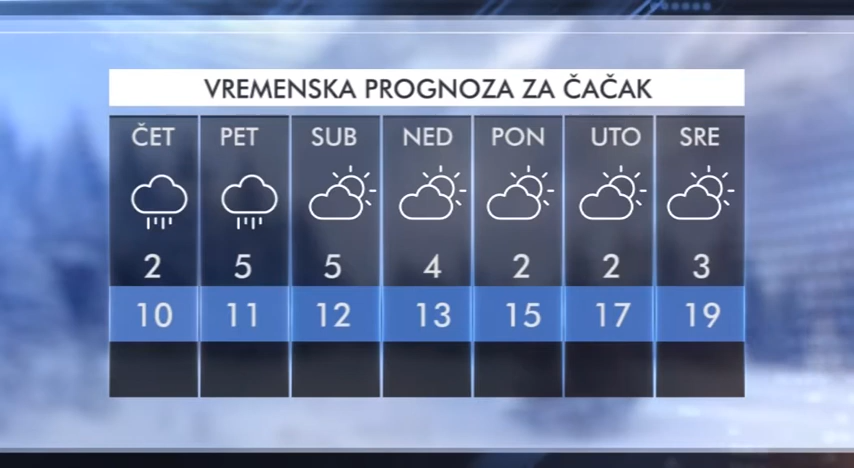 VREMENSKA PROGNOZA ZA ČAČAK
ČET PET SUB NED PON UTO SRE
2 5 5 4 2 2 3
10 11 12 13 15 17 19